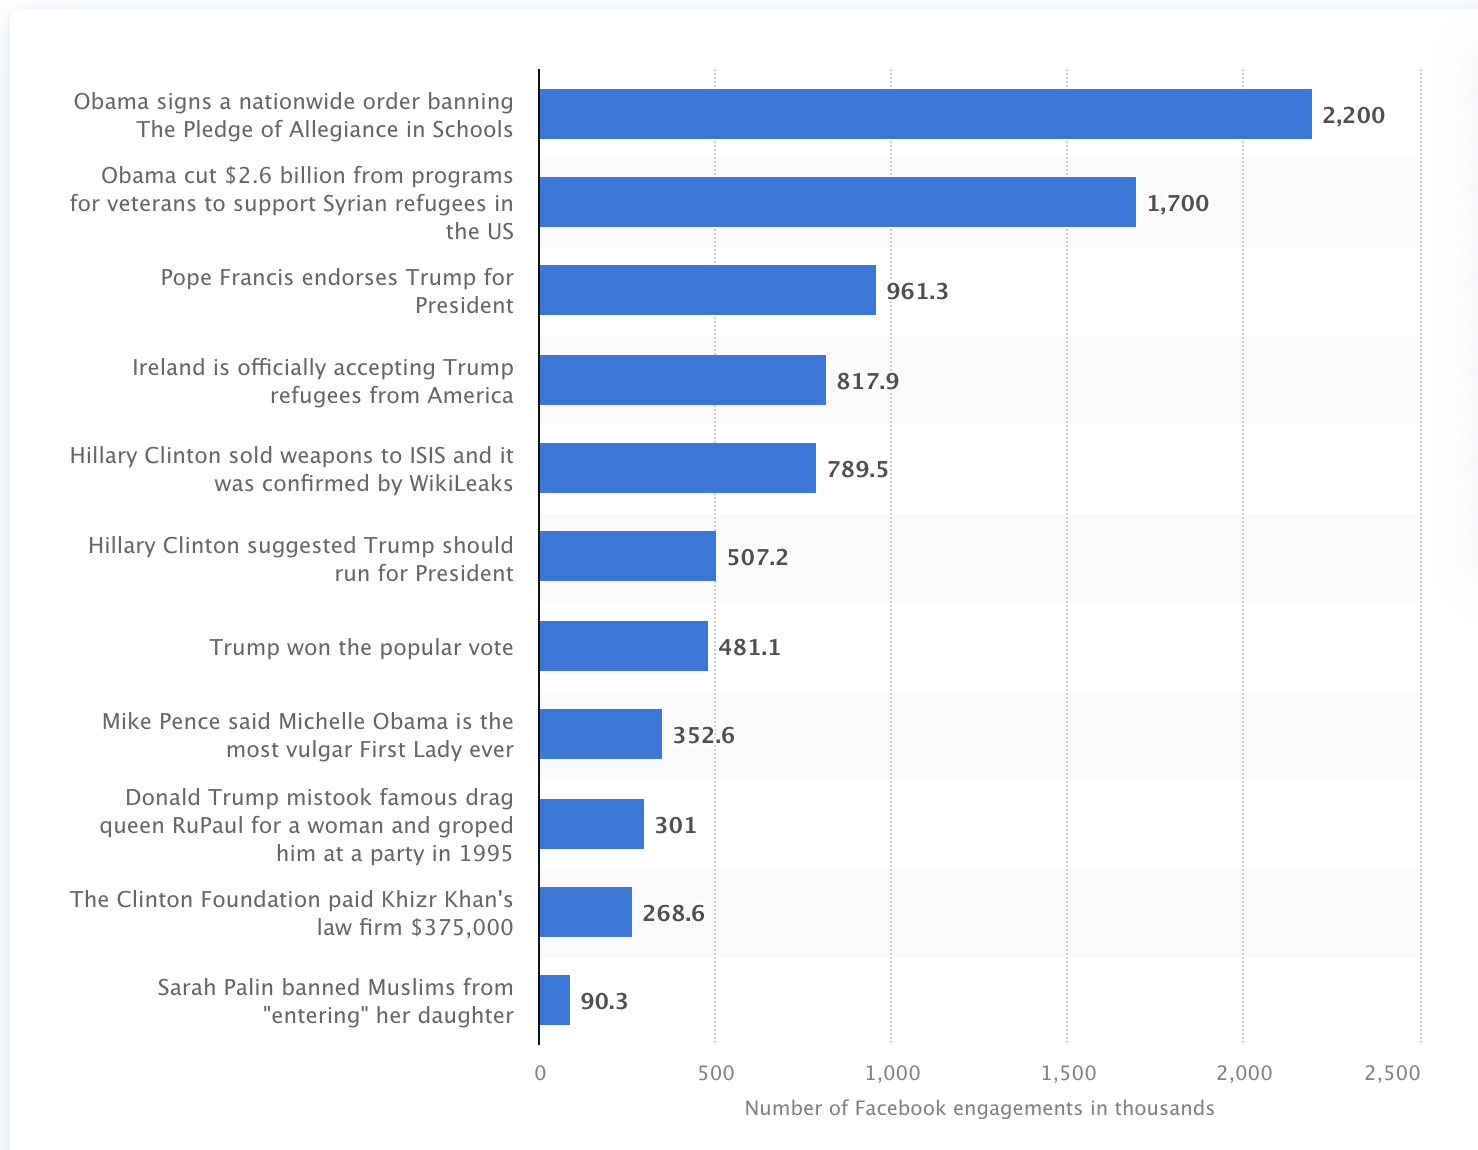 Obama signs a nationwide order banning
The Pledge of Allegiance in Schools
2,200
Obama cut $2.6 billion from programs
for veterans to support Syrian refugees in
the US
1,700
Pope Francis endorses Trump for
President
961.3
Ireland is officially accepting Trump
refugees from America
817.9
Hillary Clinton sold weapons to ISIS and it
was confirmed by WikiLeaks
789.5
Hillary Clinton suggested Trump should
run for President
507.2
Trump won the popular vote
481.1
Mike Pence said Michelle Obama is the
most vulgar First Lady ever
352.6
Donald Trump mistook famous drag
queen RuPaul for a woman and groped
him at a party in 1995
301
The Clinton Foundation paid Khizr Khan's
law firm $375,000
268.6
Sarah Palin banned Muslims from
"entering" her daughter
90.3
0 500 1,000 1,500 2,000 2,500
Number of Facebook engagements in thousands